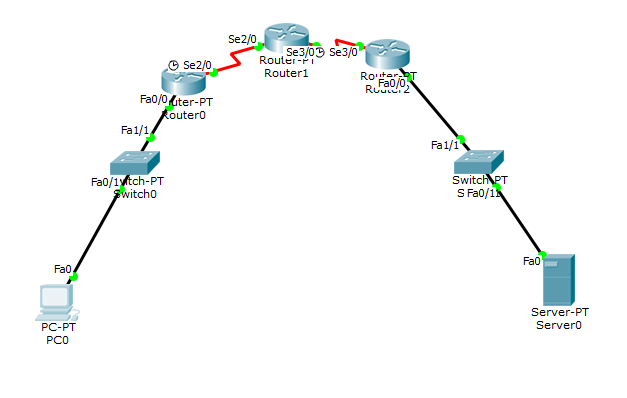 Se2/0
Se3/0
Se3/0
Router-PT
Router1
Se2/0
Router-PT
Router2
Fa0/0
Fa0/0
Router-PT
Router0
Fa1/1
Fa1/1
Fa0/1
Switch-PT
Switch0
Switch-PT
Fa0/1
Fa0
Fa0
PC-PT
PC0
Server-PT
Server0